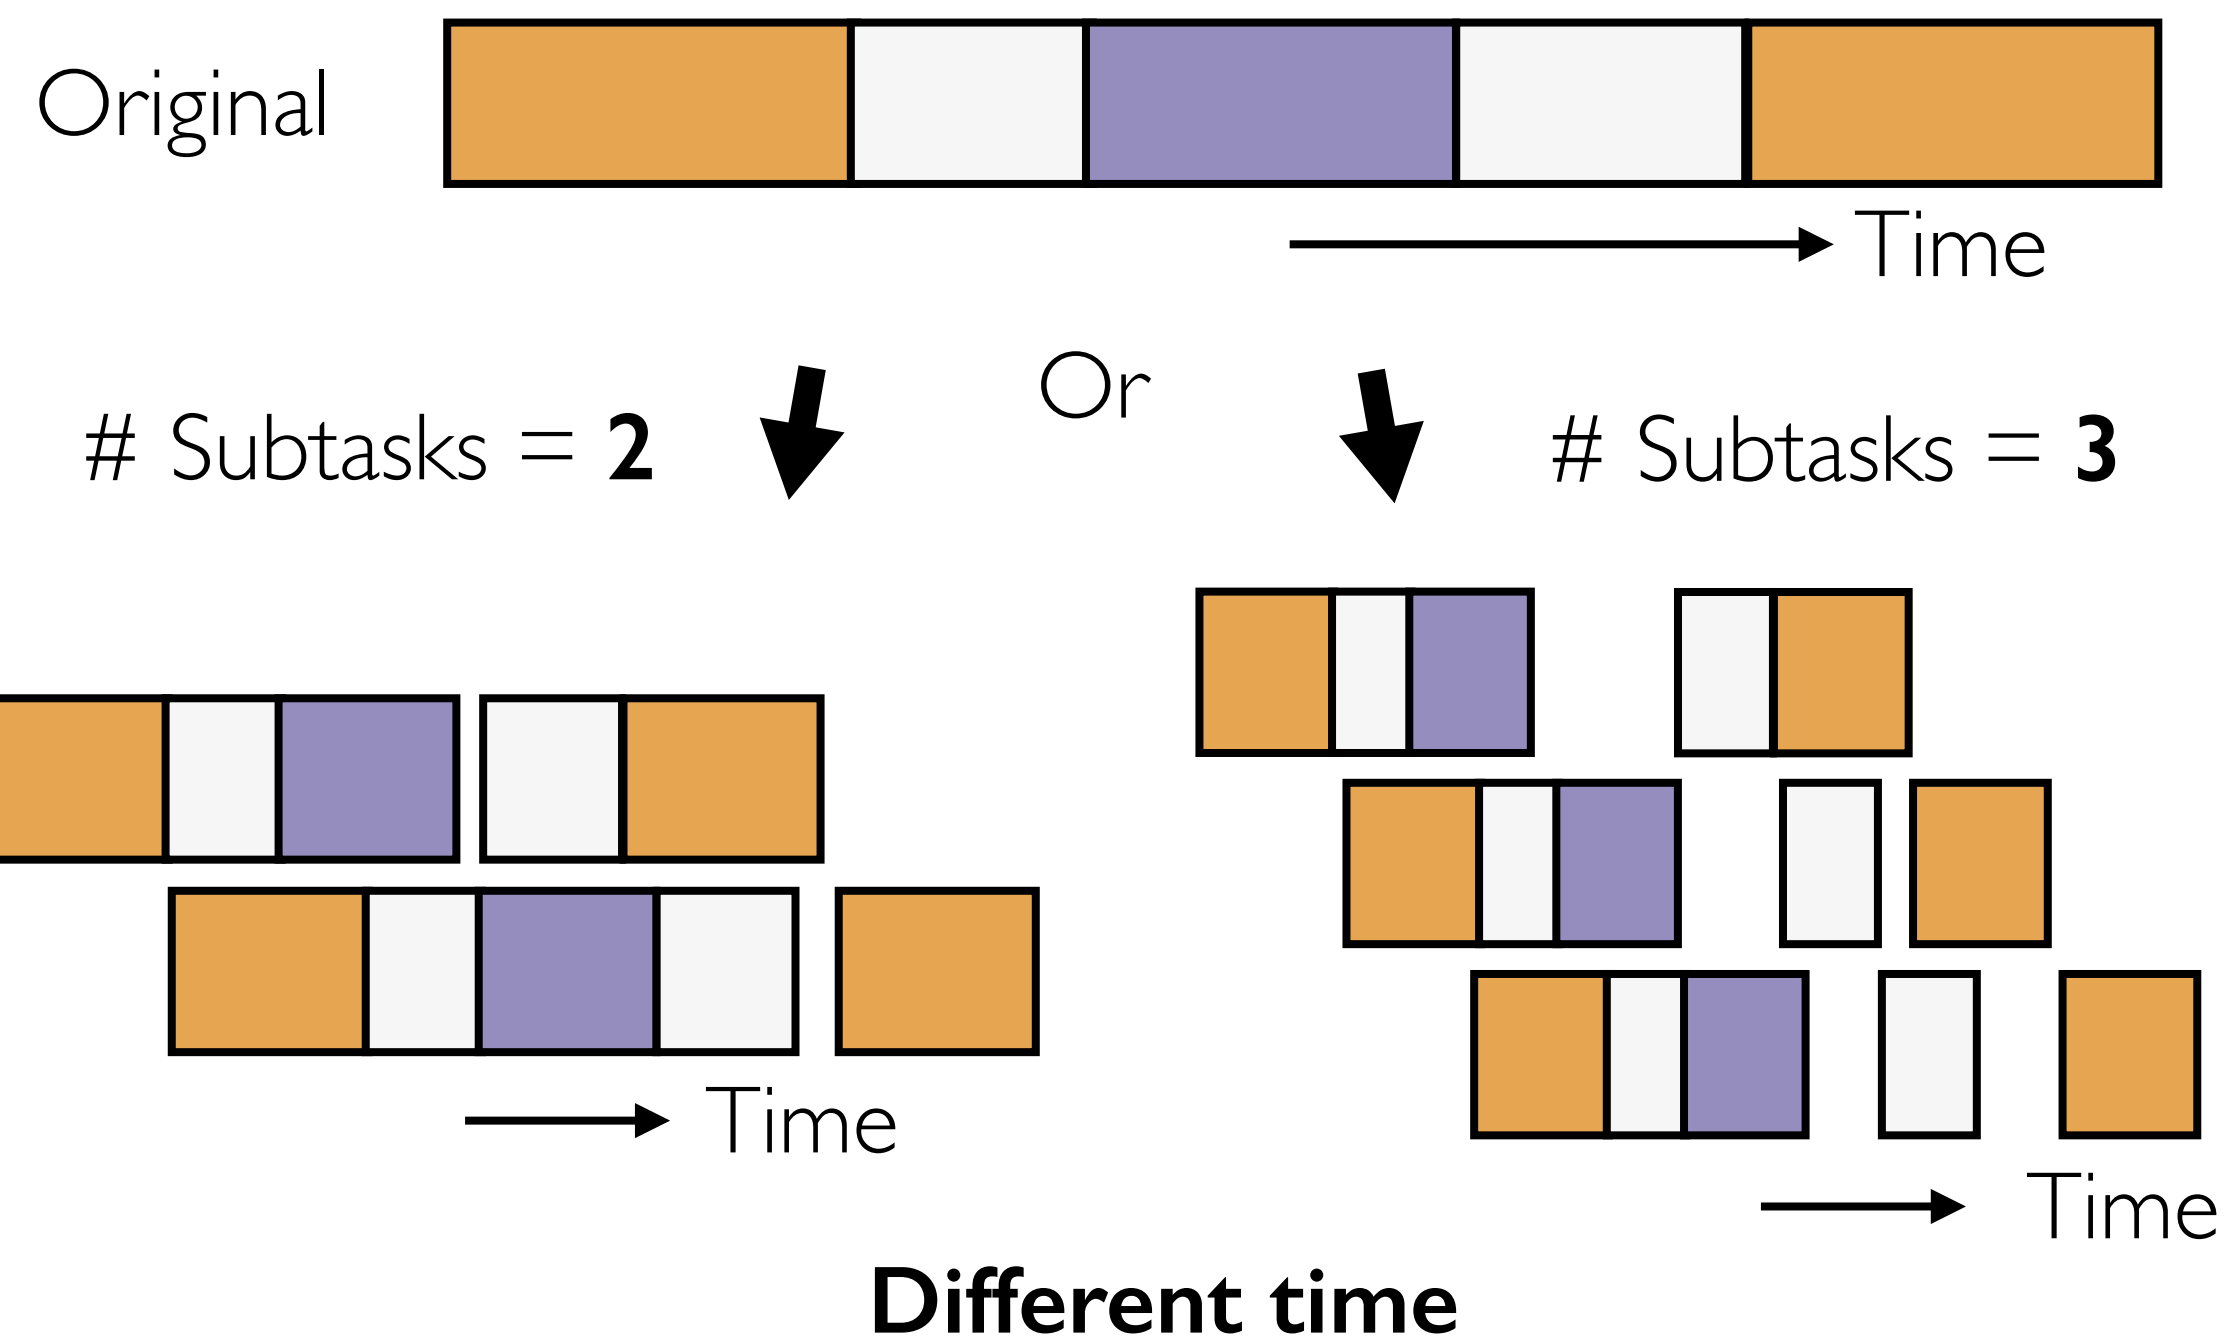 Original
Time
Or
# Subtasks = 2
# Subtasks = 3
Time
Time
Different time